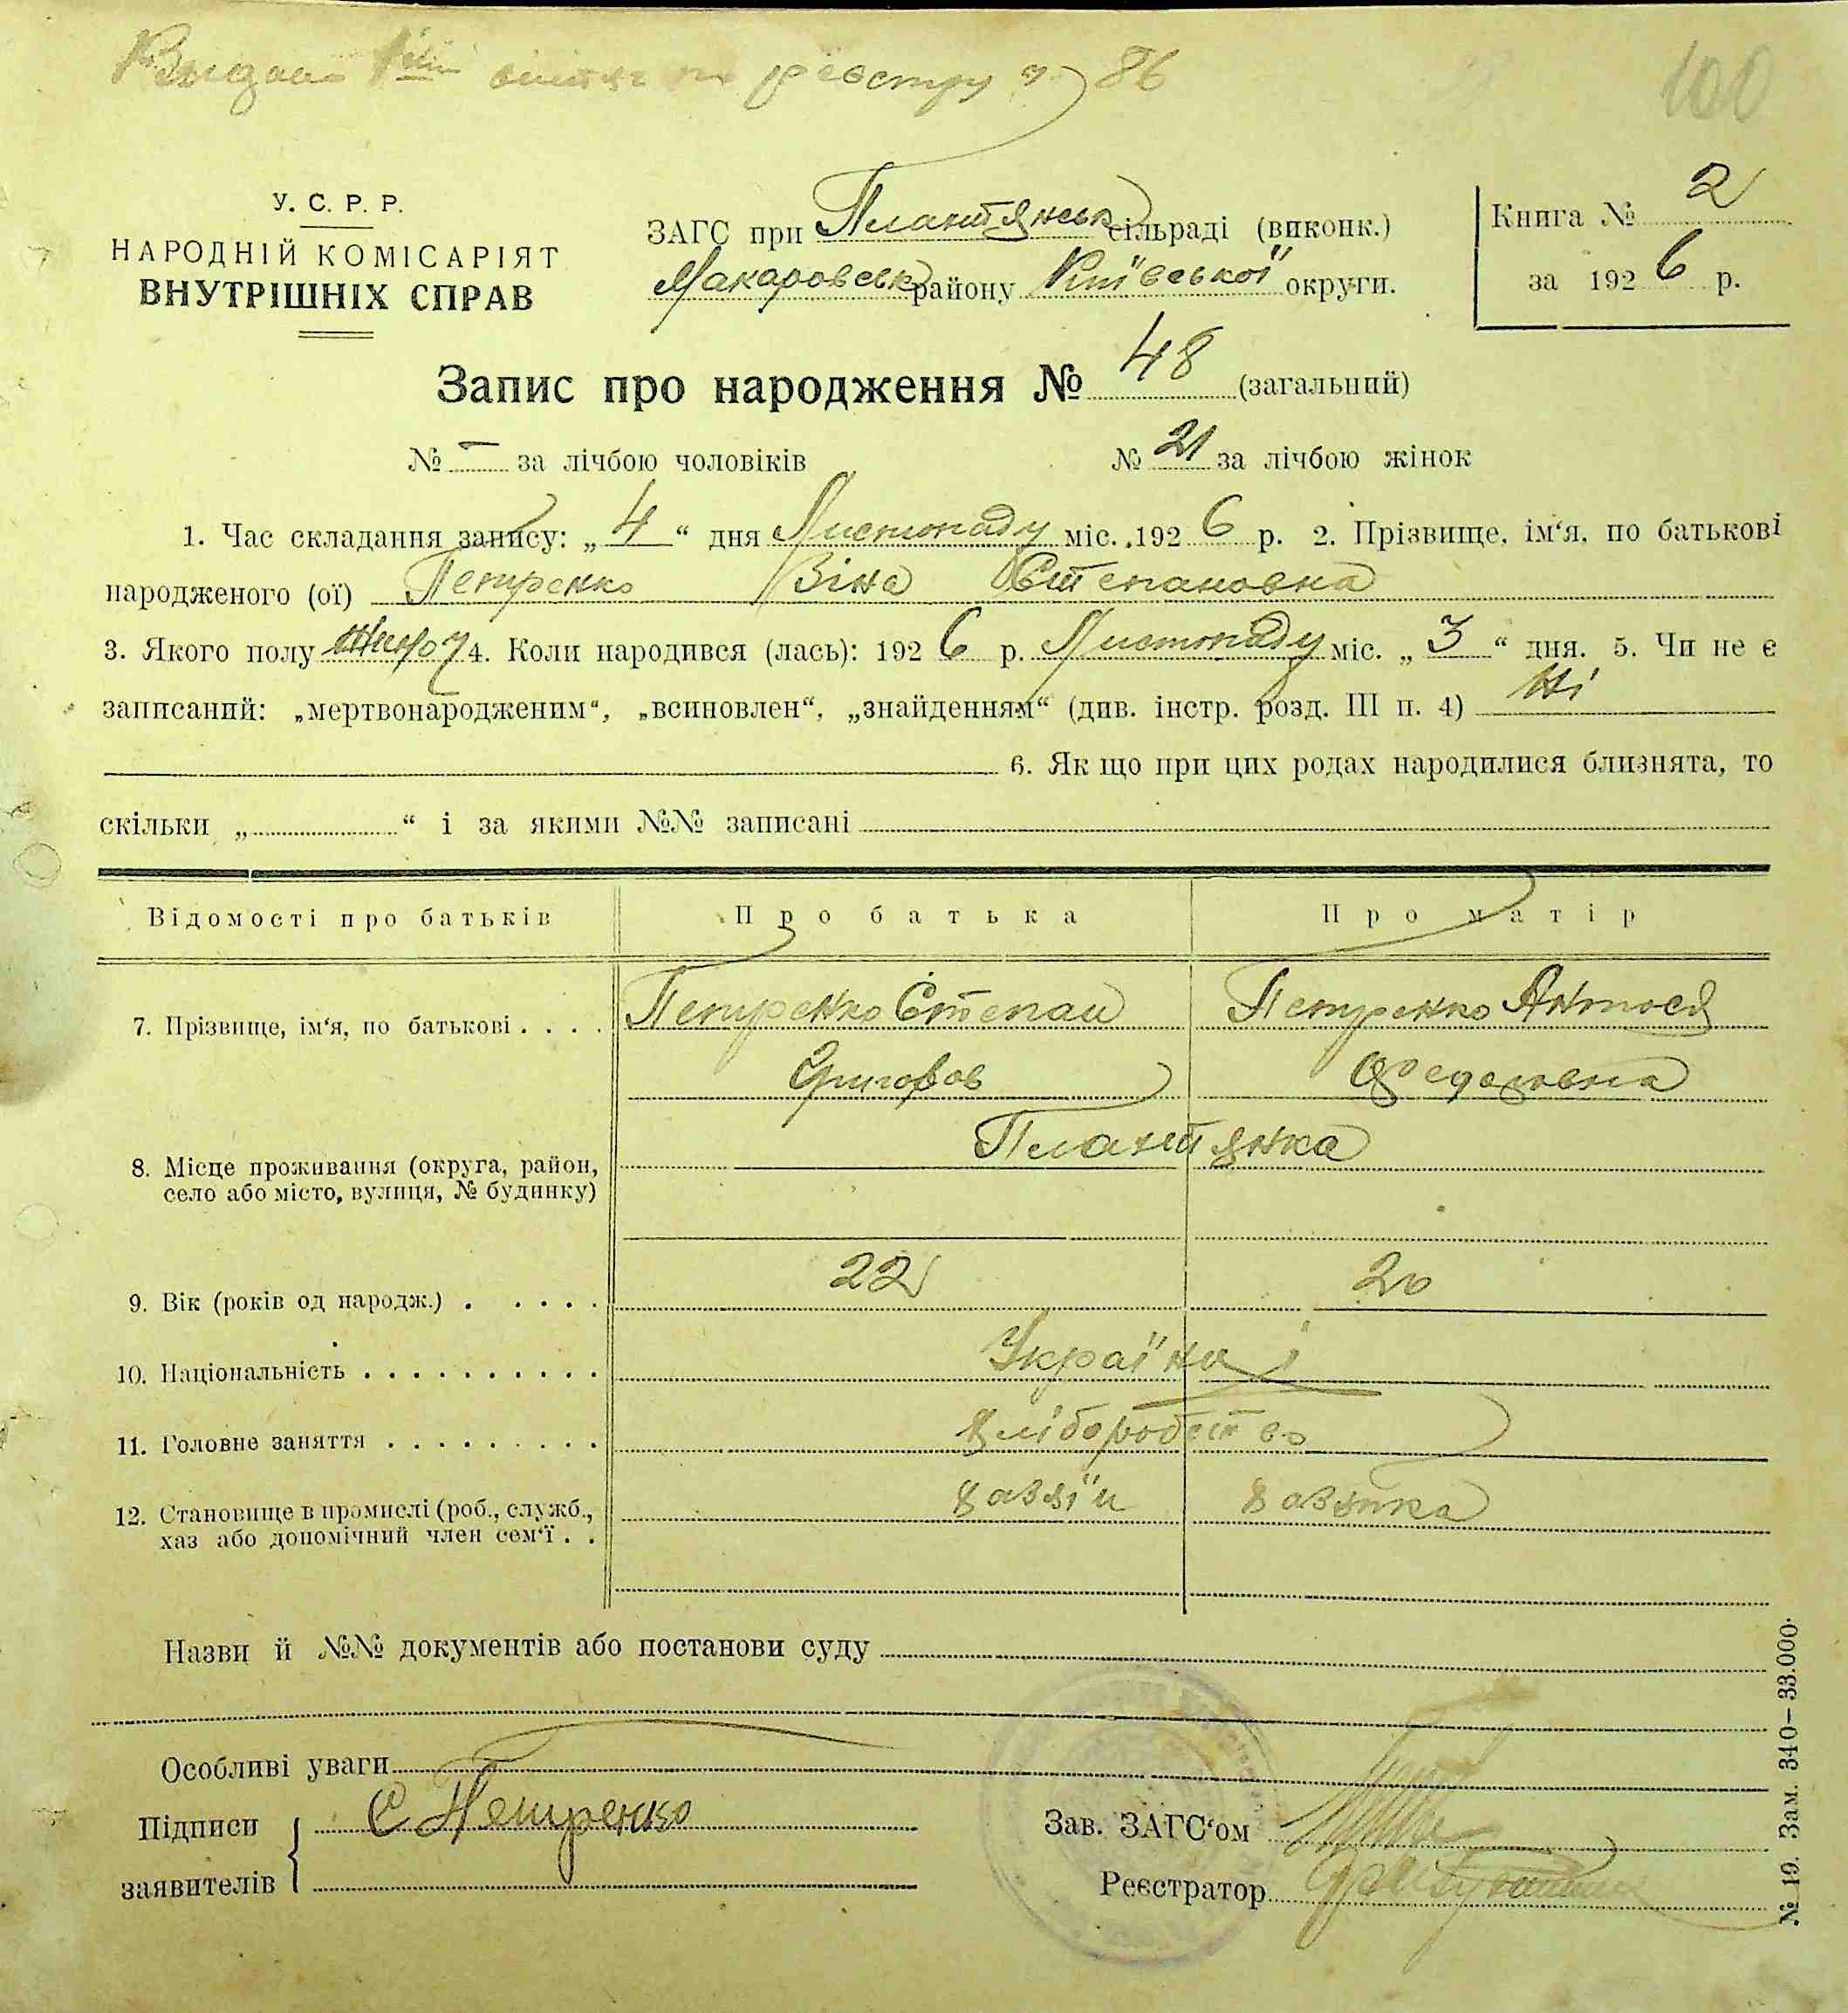 реєстру ч 86
100
У. С. Р. Р.
НАРОДНІЙ КОМІСАРІЯТ
ВНУТРІШНІХ СПРАВ
ЗАГС при Плахтянськ сільраді (виконк.)
Макаровськ району Київської округи.
Книга № 2
за 1926 р.
Запис про народження № 48 (загальний)
№ – за лічбою чоловіків № 21 за лічбою жінок
1. Час складання запису: „4“ дня Листопаду міс. 1926 р. 2. Прізвище, ім‘я, по батькові
народженого (ої) Петренко Зіна Степановна
3. Якого полу 4. Коли народився (лась): 1926 р. Листопаду міс. „3“ дня. 5. Чи не є
записаний: „мертвонародженим“, „всиновлен“, „знайденням“ (див. інстр. розд. III п. 4) Ні
6. Як що при цих родах народилися близнята, то
скільки „ “ і за якими №№ записані
Відомості про батьків Про батька Про матір
7. Прізвище, ім‘я, по батькові . . . . Петренко Степан Петренко Антося
Григоров Федоровна
8. Місце проживання (округа, район,
село або місто, вулиця, № будинку) Плахтянка
9. Вік (років од народж.) . . . . . 22 20
10. Національність . . . . . . . . . . Українці
11. Головне заняття . . . . . . . . . Хліборобство
12. Становище в промислі (роб., служб.,
хаз або допомічний член сем‘ї . . хазяїн хазяйка
Назви й №№ документів або постанови суду
Особливі уваги
Підписи
заявителів
С Петренко
Зав. ЗАГС‘ом
Реєстратор
№ 19. Зам. 340–33.000.